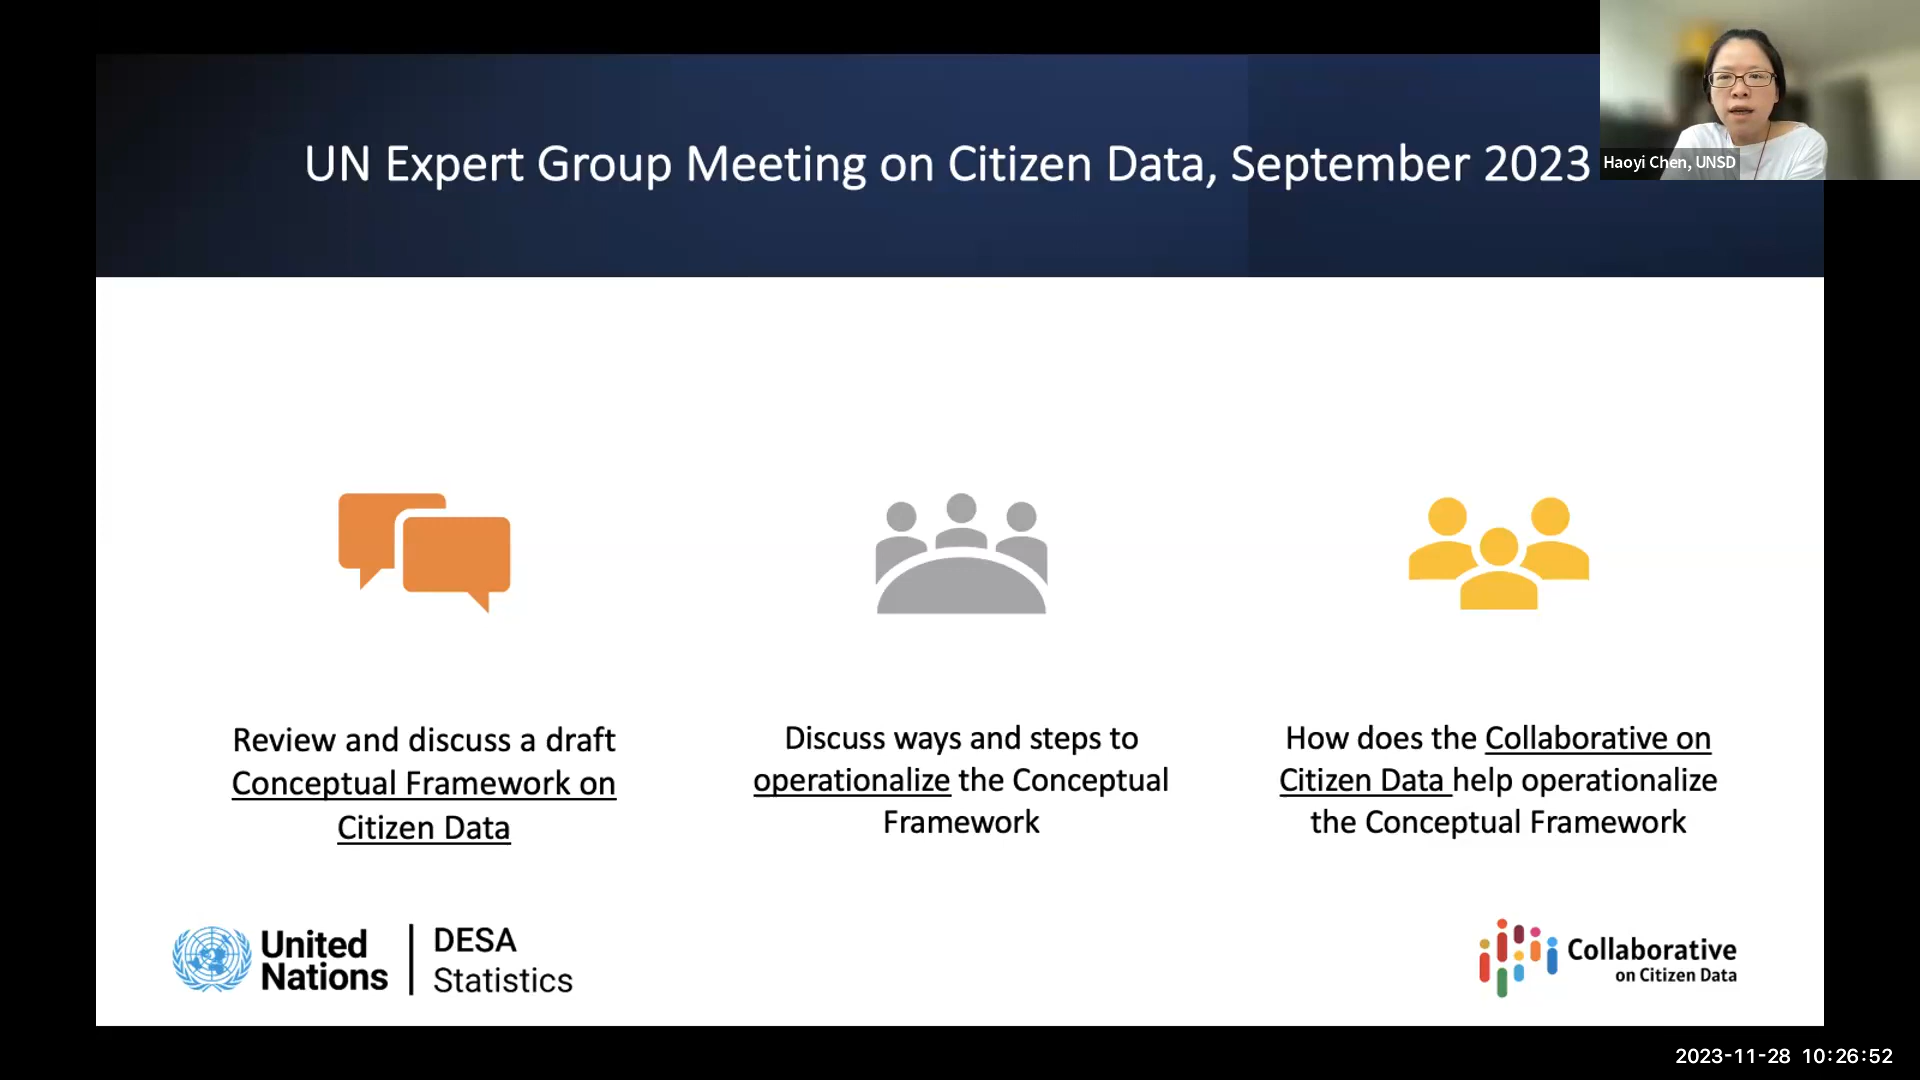 UN Expert Group Meeting on Citizen Data, September 2023
Haoyi Chen, UNSD
Review and discuss a draft
Conceptual Framework on
Citizen Data
Discuss ways and steps to
operationalize the Conceptual
Framework
How does the Collaborative on
Citizen Data help operationalize
the Conceptual Framework
United
Nations
DESA
Statistics
Collaborative
on Citizen Data
2023-11-28 10:26:52